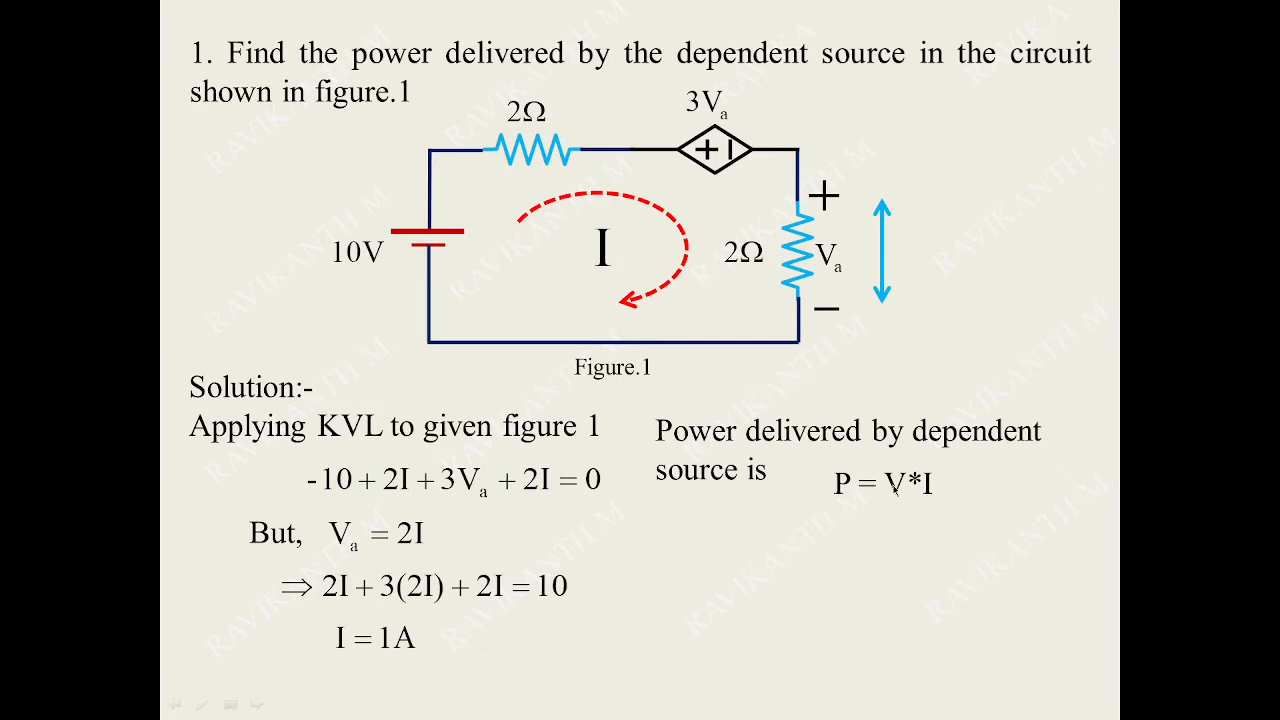 1. Find the power delivered by the dependent source in the circuit
shown in figure.1
2Ω
3Vₐ
+ -
+
10V
I
2Ω
Vₐ
−
Figure.1
Solution:-
Applying KVL to given figure 1
-10 + 2I + 3Vₐ + 2I = 0
But, Vₐ = 2I
⇒ 2I + 3(2I) + 2I = 10
I = 1A
Power delivered by dependent
source is
P = V*I
RAVIKANTH M